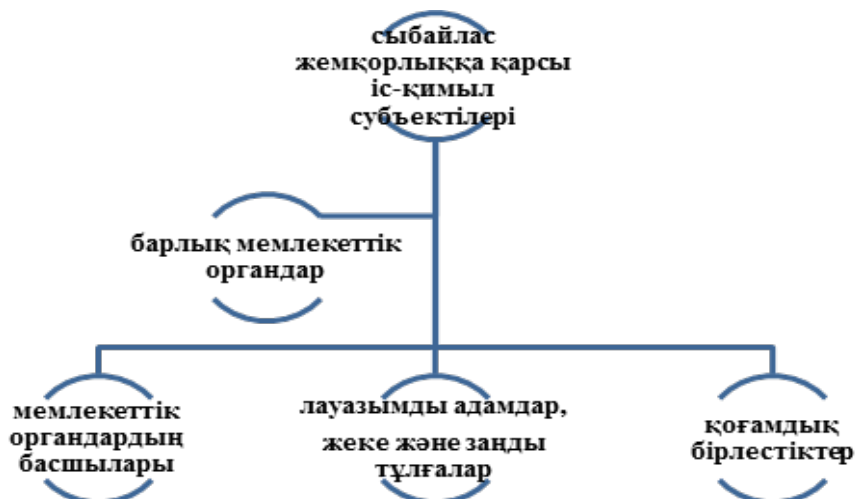 сыбайлас
жемқорлыққа қарсы
іс-қимыл
субъектілері
барлық мемлекеттік
органдар
мемлекеттік
органдардың
басшылары
лауазымды адамдар,
жеке және заңды
тұлғалар
қоғамдық
бірлестіктер